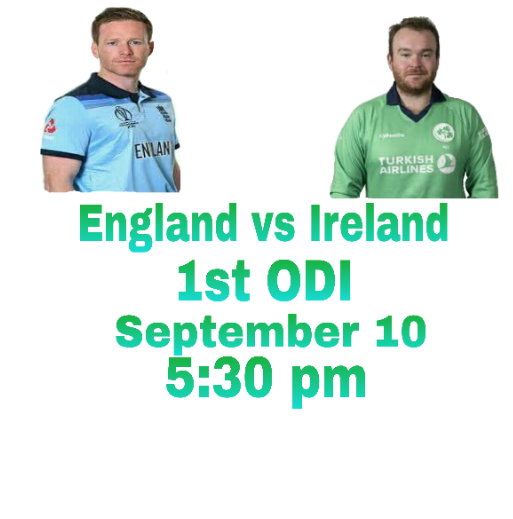 ENGLAN
TURKISH
AIRLINES
England vs Ireland
1st ODI
September 10
5:30 pm